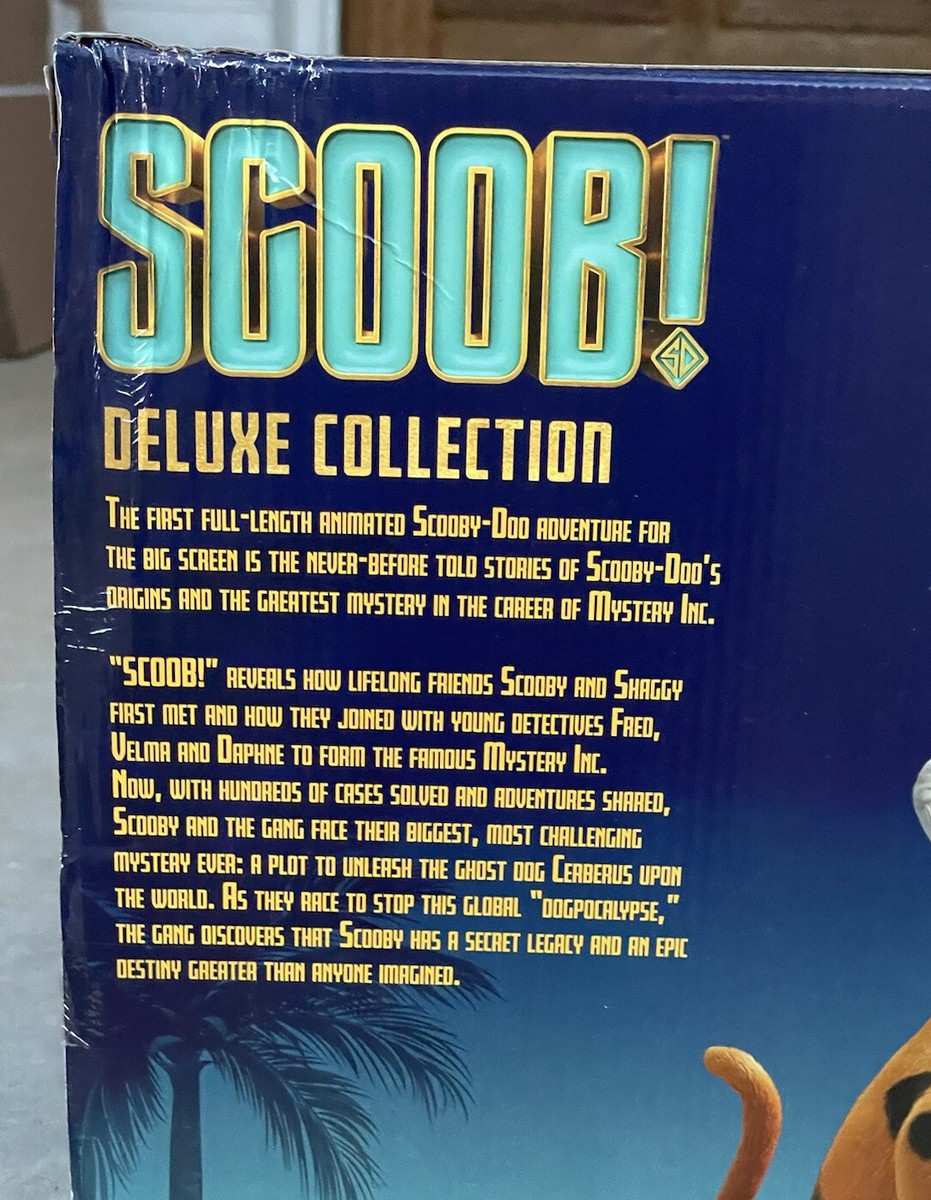 SCOOB!
SD
DELUXE COLLECTION
The first full-length animated Scooby-Doo adventure for
the big screen is the never-before told stories of Scooby-Doo's
origins and the greatest mystery in the career of Mystery Inc.
"SCOOB!" reveals how lifelong friends Scooby and Shaggy
first met and how they joined with young detectives Fred,
Velma and Daphne to form the famous Mystery Inc.
Now, with hundreds of cases solved and adventures shared,
Scooby and the gang face their biggest, most challenging
mystery ever: a plot to unleash the ghost dog Cerberus upon
the world. As they race to stop this global "dogpocalypse,"
the gang discovers that Scooby has a secret legacy and an epic
destiny greater than anyone imagined.